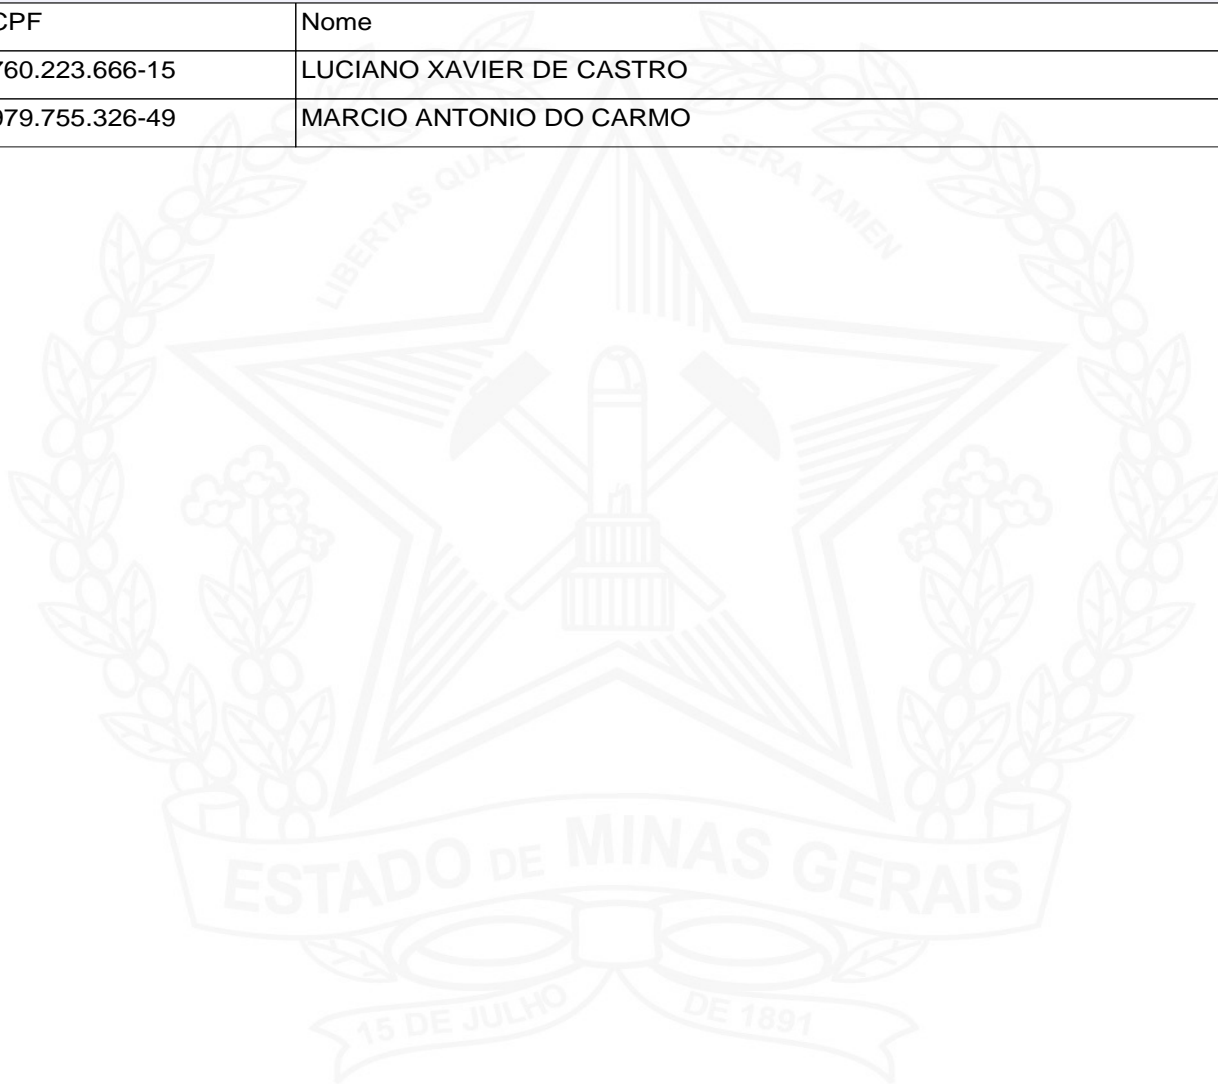 CPF Nome
760.223.666-15 LUCIANO XAVIER DE CASTRO
979.755.326-49 MARCIO ANTONIO DO CARMO
LIBERTAS QUAE SERA TAMEN
ESTADO DE MINAS GERAIS
15 DE JULHO DE 1891